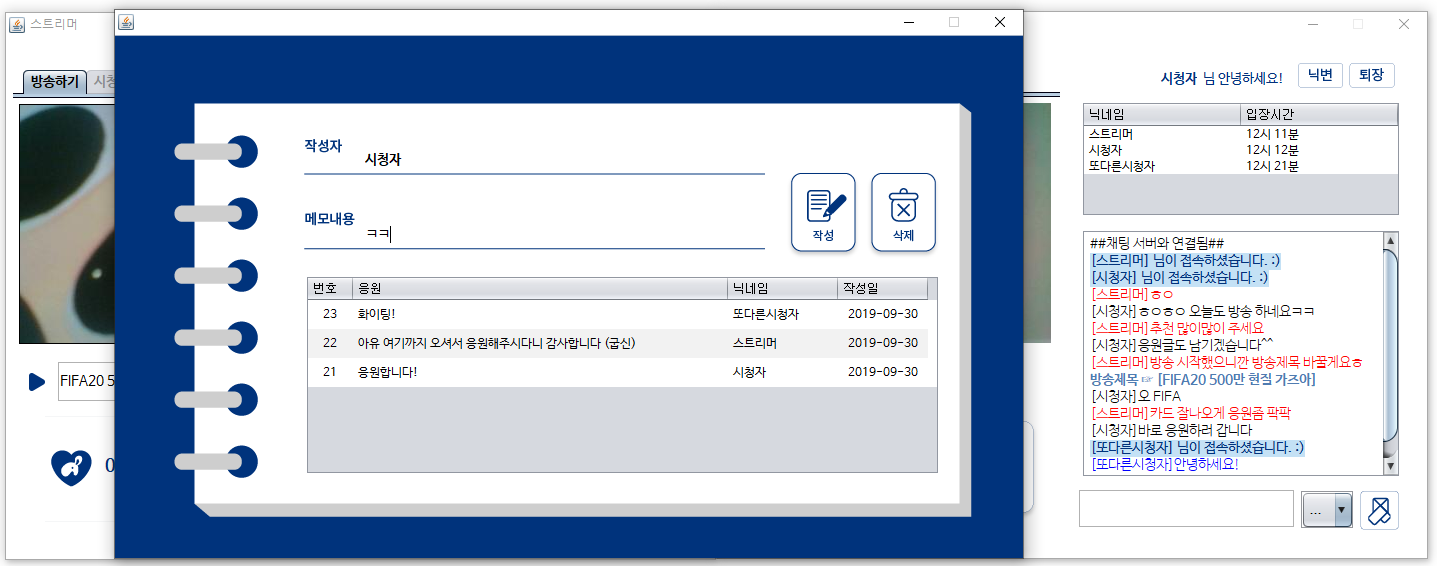 스트리머
방송하기
시청
FIFA20 5
0
작성자
시청자
메모내용
ㅋㅋ
작성
삭제
번호 응원 닉네임 작성일
23 화이팅! 또다른시청자 2019-09-30
22 아유 여기까지 오셔서 응원해주시다니 감사합니다 (굽신) 스트리머 2019-09-30
21 응원합니다! 시청자 2019-09-30
시청자 님 안녕하세요!
닉변
퇴장
닉네임 입장시간
스트리머 12시 11분
시청자 12시 12분
또다른시청자 12시 21분
##채팅 서버와 연결됨##
[스트리머] 님이 접속하셨습니다. :)
[시청자] 님이 접속하셨습니다. :)
[스트리머]ㅎㅇ
[시청자]ㅎㅇㅎㅇ 오늘도 방송 하네요ㅋㅋ
[스트리머]추천 많이많이 주세요
[시청자]응원글도 남기겠습니다^^
[스트리머]방송 시작했으니깐 방송제목 바꿀게요ㅎ
방송제목 ☞ [FIFA20 500만 현질 가즈아]
[시청자]오 FIFA
[스트리머]카드 잘나오게 응원좀 팍팍
[시청자]바로 응원하러 갑니다
[또다른시청자] 님이 접속하셨습니다. :)
[또다른시청자]안녕하세요!
...